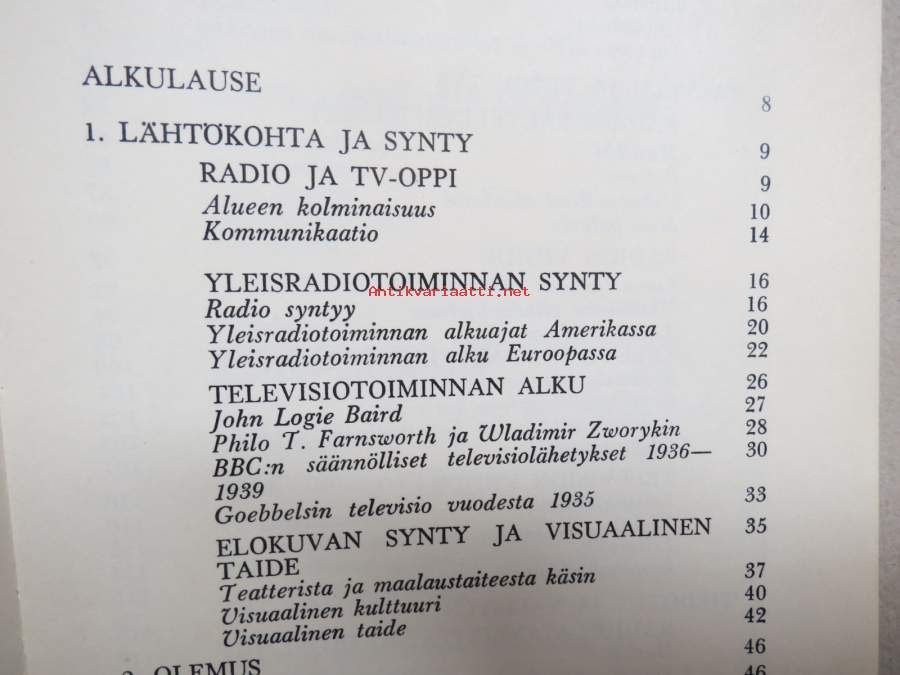 ALKULAUSE 8
1. LÄHTÖKOHTA JA SYNTY 9
RADIO JA TV-OPPI 9
Alueen kolminaisuus 10
Kommunikaatio 14
YLEISRADIOTOIMINNAN SYNTY 16
Antikvariaatti.net
Radio syntyy 16
Yleisradiotoiminnan alkuajat Amerikassa 20
Yleisradiotoiminnan alku Euroopassa 22
TELEVISIOTOIMINNAN ALKU 26
John Logie Baird 27
Philo T. Farnsworth ja Wladimir Zworykin 28
BBC:n säännölliset televisiolähetykset 1936— 30
1939
Goebbelsin televisio vuodesta 1935 33
ELOKUVAN SYNTY JA VISUAALINEN 35
TAIDE
Teatterista ja maalaustaiteesta käsin 37
Visuaalinen kulttuuri 40
Visuaalinen taide 42
46
2. OLEMUS 46